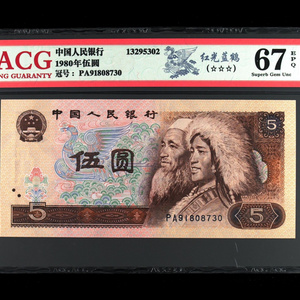 ACG
NG GUARANTY
中国人民银行 13295302
1980年伍圆
冠号：PA91808730
红光蓝鹤
(☆☆☆)
67 EPQ
Superb Gem Unc
中国人民银行
伍圆
5
5
PA91808730